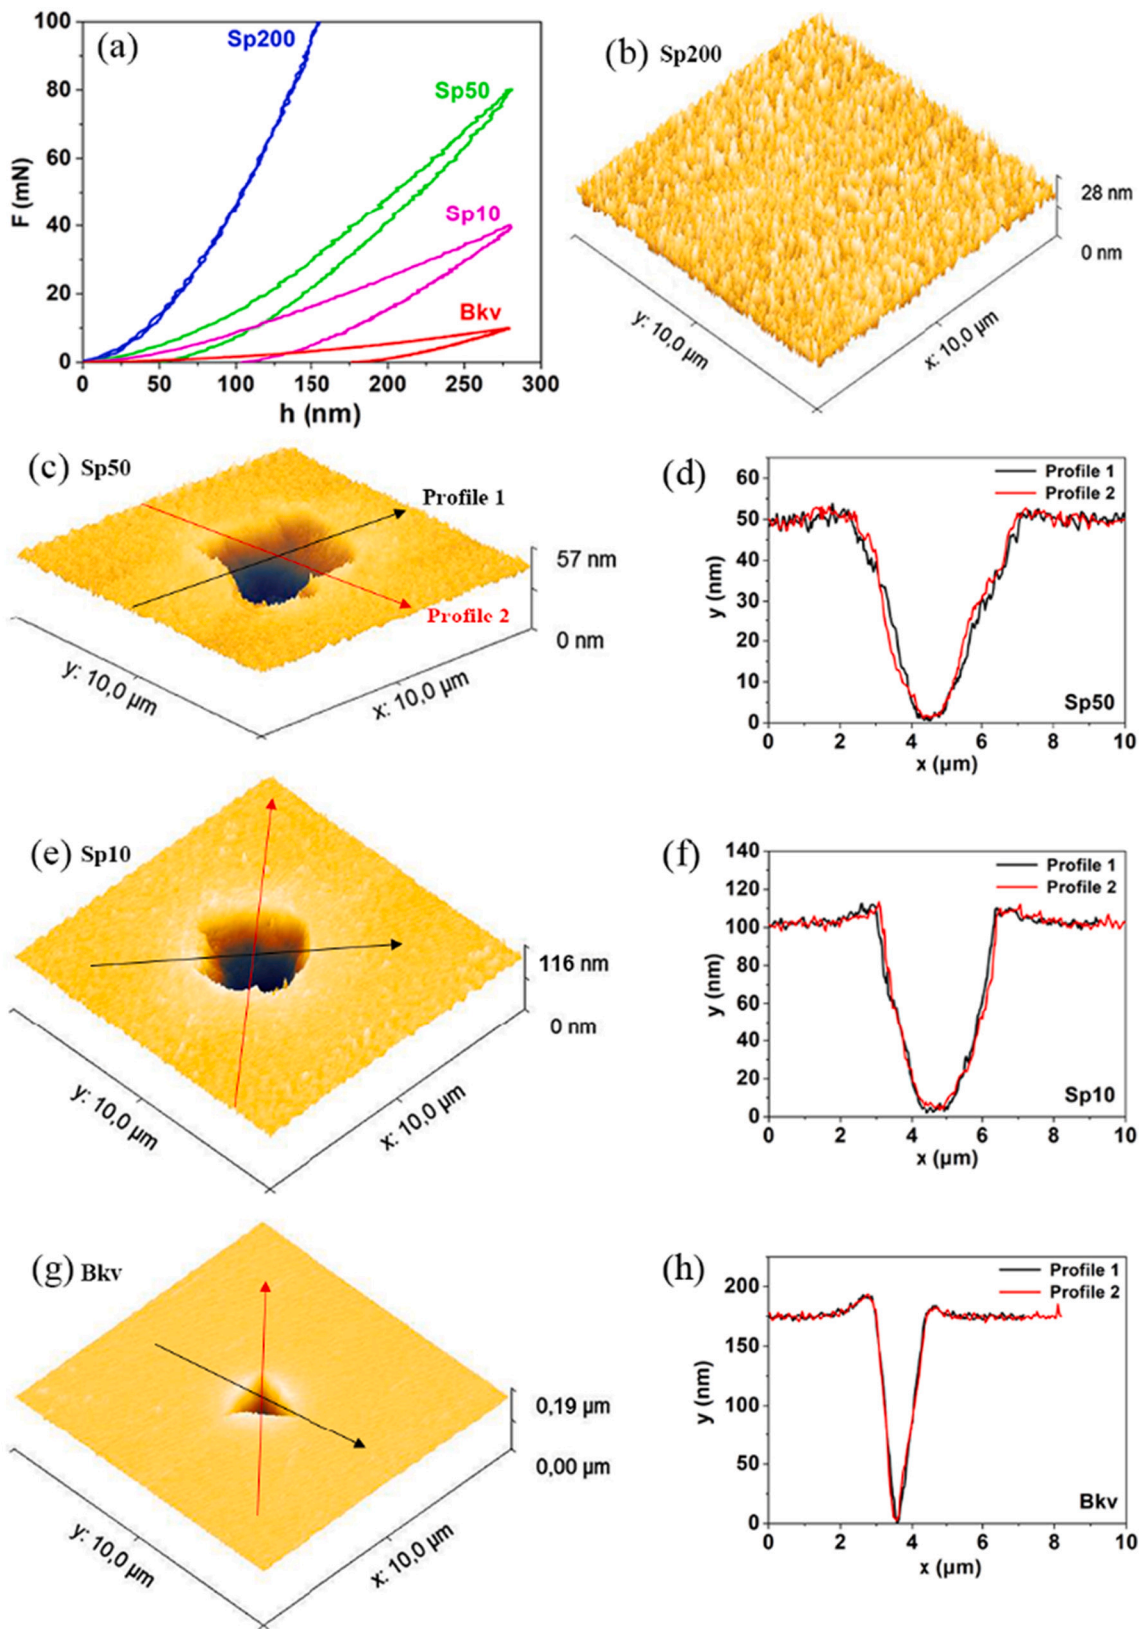 (a)
Sp200
Sp50
Sp10
Bkv
F (mN)
100
80
60
40
20
0
0 50 100 150 200 250 300
h (nm)
(b) Sp200
28 nm
0 nm
y: 10,0 µm
x: 10,0 µm
(c) Sp50
Profile 1
Profile 2
57 nm
0 nm
y: 10,0 µm
x: 10,0 µm
(d)
Profile 1
Profile 2
y (nm)
60
50
40
30
20
10
0
Sp50
0 2 4 6 8 10
x (µm)
(e) Sp10
116 nm
0 nm
y: 10,0 µm
x: 10,0 µm
(f)
Profile 1
Profile 2
y (nm)
140
120
100
80
60
40
20
0
Sp10
0 2 4 6 8 10
x (µm)
(g) Bkv
0,19 µm
0,00 µm
y: 10,0 µm
x: 10,0 µm
(h)
Profile 1
Profile 2
y (nm)
200
150
100
50
0
Bkv
0 2 4 6 8 10
x (µm)